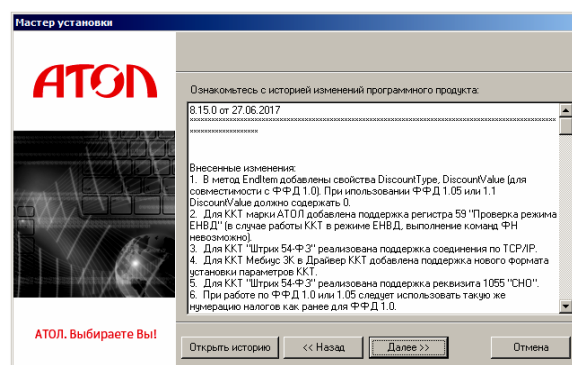 Мастер установки
АТОЛ
Ознакомьтесь с историей изменений программного продукта:
8.15.0 от 27.06.2017
Внесенные изменения:
1. В метод EndItem добавлены свойства DiscountType, DiscountValue (для
совместимости с ФФД 1.0). При ипользовании ФФД 1.05 или 1.1
DiscountValue должно содержать 0.
2. Для ККТ марки АТОЛ добавлена поддержка регистра 59 "Проверка режима
ЕНВД" (в случае работы ККТ в режиме ЕНВД, выполнение команд ФН
невозможно).
3. Для ККТ "Штрих 54-ФЗ" реализована поддержка соединения по TCP/IP.
4. Для ККТ Мебиус 3К в Драйвер ККТ добавлена поддержка нового формата
установки параметров ККТ.
5. Для ККТ "Штрих 54-ФЗ" реализована поддержка реквизита 1055 "СНО".
6. При работе по ФФД 1.0 или 1.05 следует использовать такую же
нумерацию налогов как ранее для ФФД 1.0.
АТОЛ. Выбираете Вы!
Открыть историю
<< Назад
Далее >>
Отмена